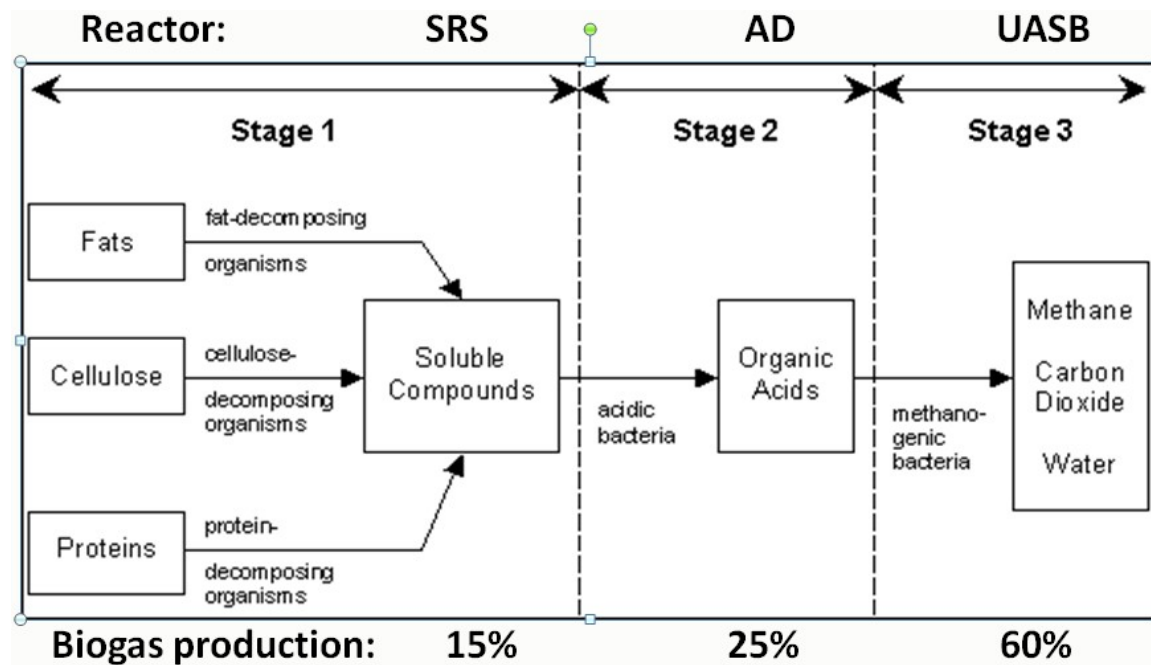 Reactor: SRS AD UASB
Stage 1 Stage 2 Stage 3
Fats
fat-decomposing
organisms
Cellulose
cellulose-
decomposing
organisms
Proteins
protein-
decomposing
organisms
Soluble
Compounds
acidic
bacteria
Organic
Acids
methano-
genic
bacteria
Methane
Carbon
Dioxide
Water
Biogas production: 15% 25% 60%